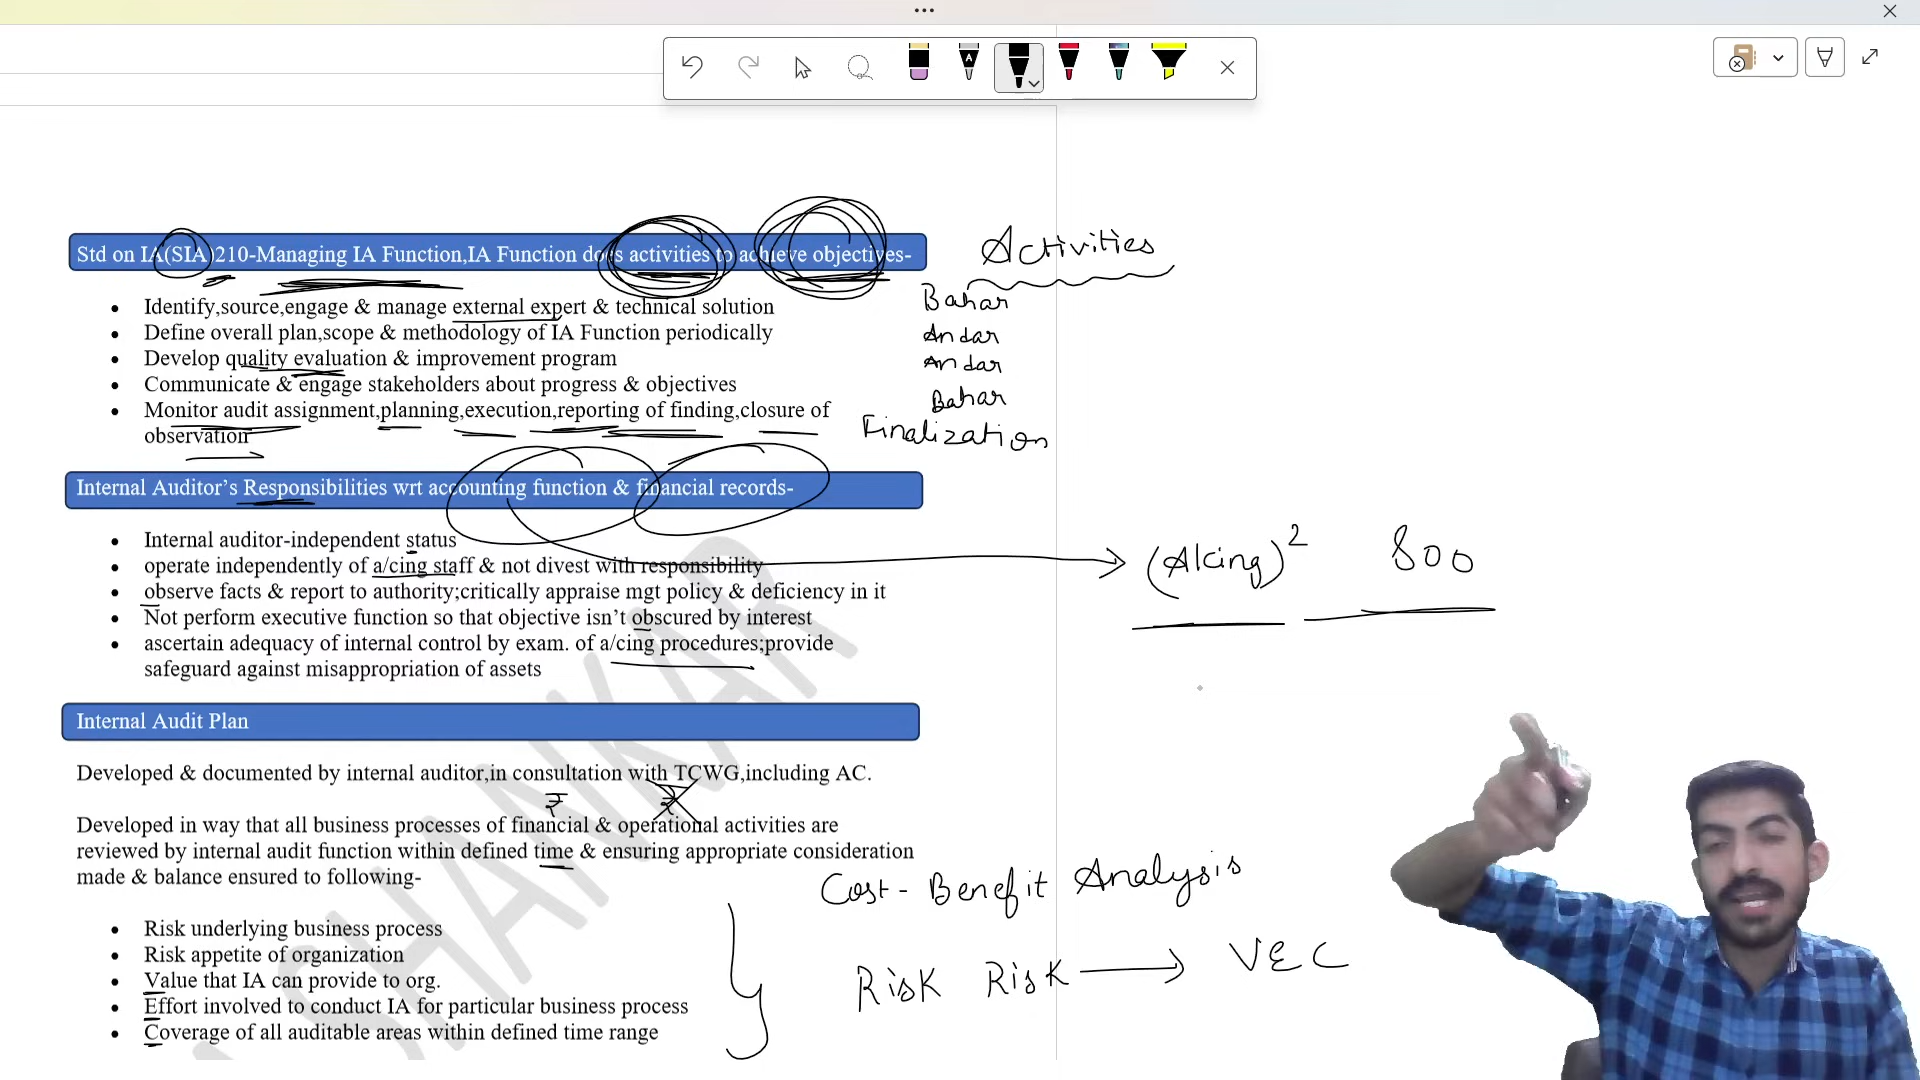 Std on IA(SIA)210-Managing IA Function,IA Function does activities to achieve objectives-
Activities
Identify,source,engage & manage external expert & technical solution
Bahar
Define overall plan,scope & methodology of IA Function periodically
Andar
Develop quality evaluation & improvement program
Andar
Communicate & engage stakeholders about progress & objectives
Bahar
Monitor audit assignment,planning,execution,reporting of finding,closure of
observation
Finalization
Internal Auditor's Responsibilities wrt accounting function & financial records-
Internal auditor-independent status
operate independently of a/cing staff & not divest with responsibility
observe facts & report to authority;critically appraise mgt policy & deficiency in it
Not perform executive function so that objective isn't obscured by interest
ascertain adequacy of internal control by exam. of a/cing procedures;provide
safeguard against misappropriation of assets
(A/cing)² 800
Internal Audit Plan
Developed & documented by internal auditor,in consultation with TCWG,including AC.
₹ ₹
Developed in way that all business processes of financial & operational activities are
reviewed by internal audit function within defined time & ensuring appropriate consideration
made & balance ensured to following-
Risk underlying business process
Risk appetite of organization
Value that IA can provide to org.
Effort involved to conduct IA for particular business process
Coverage of all auditable areas within defined time range
Cost-Benefit Analysis
Risk Risk → VEC
SHANKAR